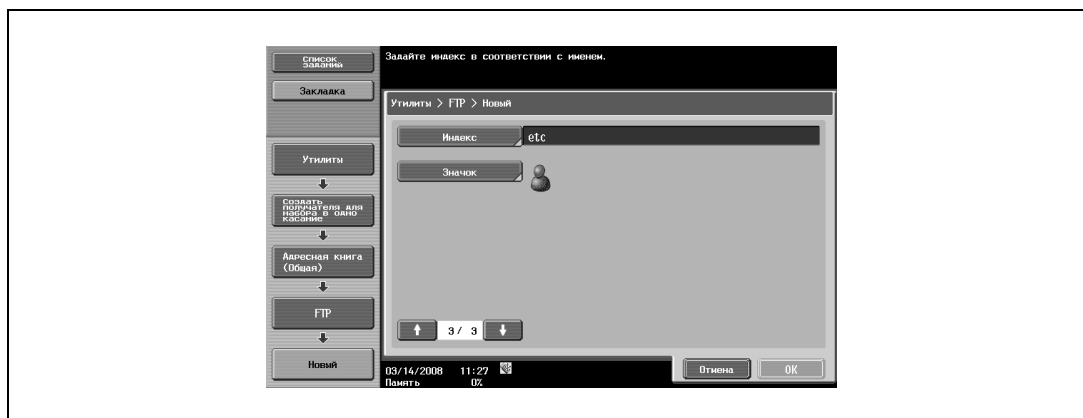 Список
заданий
Закладка
Утилиты
Создать
получателя для
набора в одно
касание
Адресная книга
(Общая)
FTP
Новый
Задайте индекс в соответствии с именем.
Утилиты > FTP > Новый
Индекс etc
Значок
3/ 3
03/14/2008 11:27
Память 0%
Отмена OK